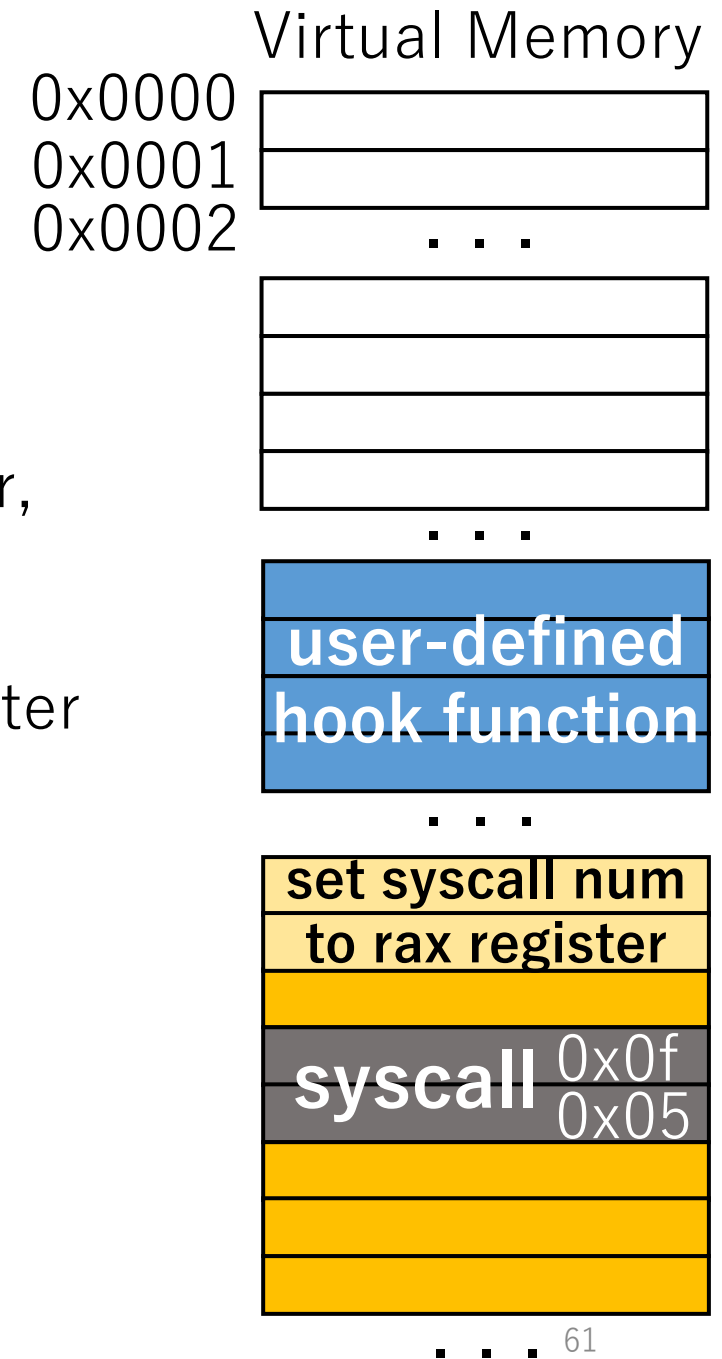 Virtual Memory
0x0000
0x0001
0x0002
. . .
r,
. . .
user-defined
ter
hook function
. . .
set syscall num
to rax register
syscall 0x0f
0x05
. . .
61